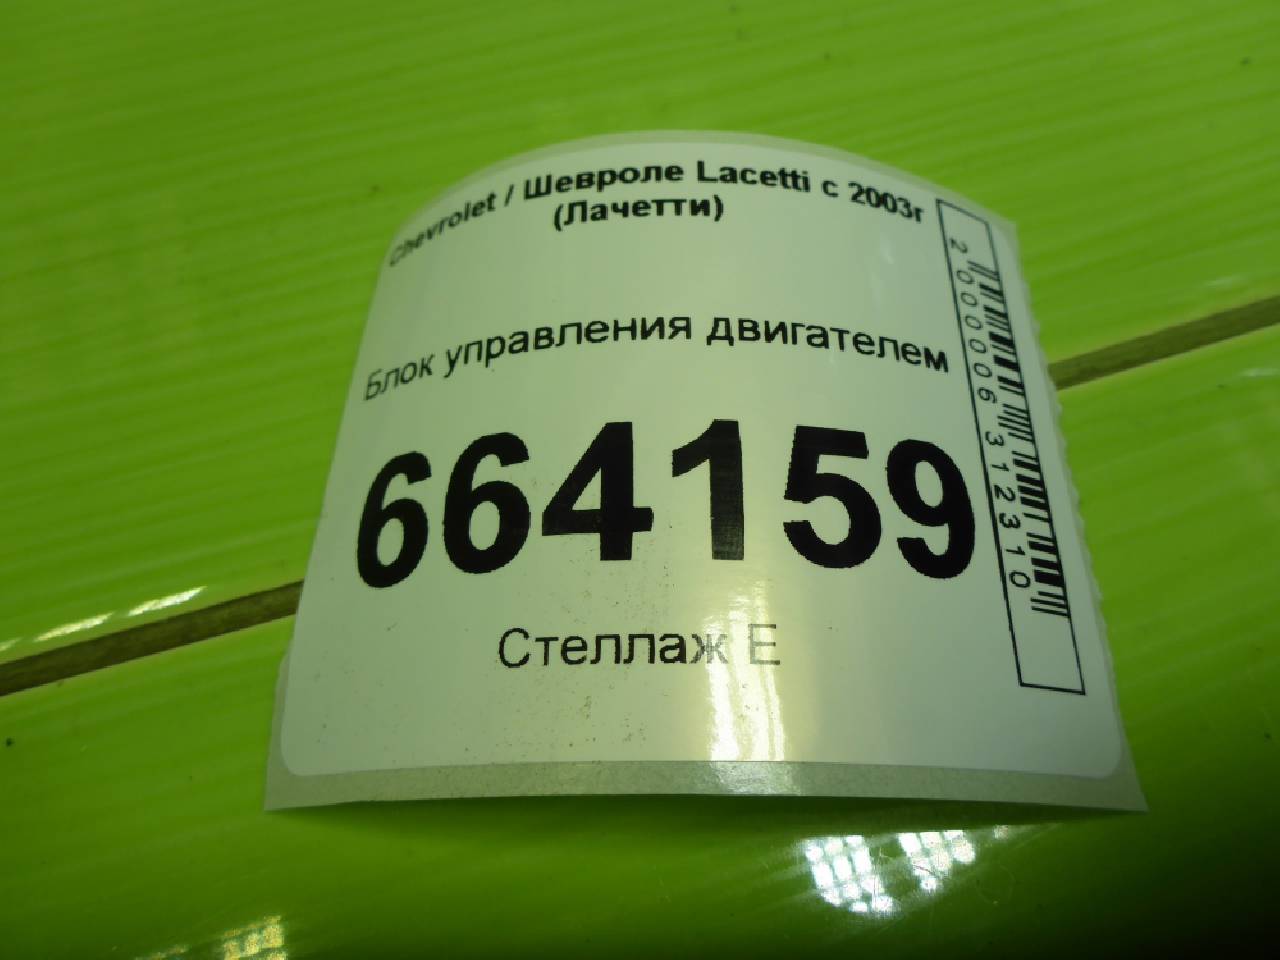 Chevrolet / Шевроле Lacetti с 2003г
(Лачетти)
Блок управления двигателем
664159
Стеллаж Е
2000006312310